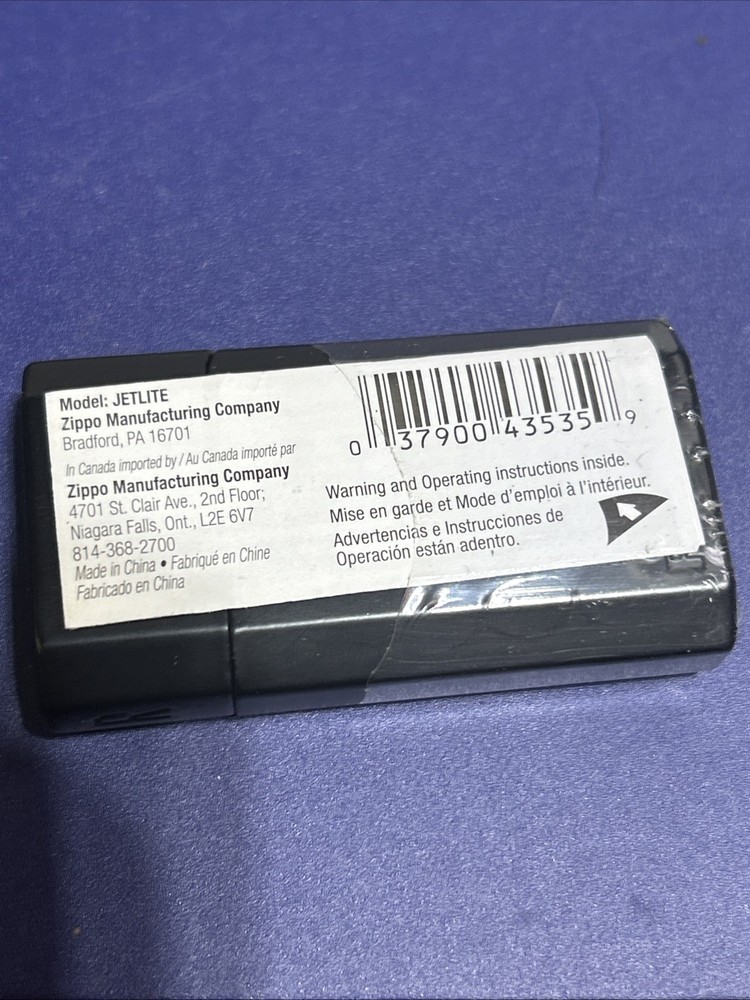 Model: JETLITE
Zippo Manufacturing Company
Bradford, PA 16701
In Canada imported by / Au Canada importé par
Zippo Manufacturing Company
4701 St. Clair Ave., 2nd Floor;
Niagara Falls, Ont., L2E 6V7
814-368-2700
Made in China • Fabriqué en Chine
Fabricado en China
0 37900 43535 9
Warning and Operating instructions inside.
Mise en garde et Mode d'emploi à l'intérieur.
Advertencias e Instrucciones de
Operación están adentro.